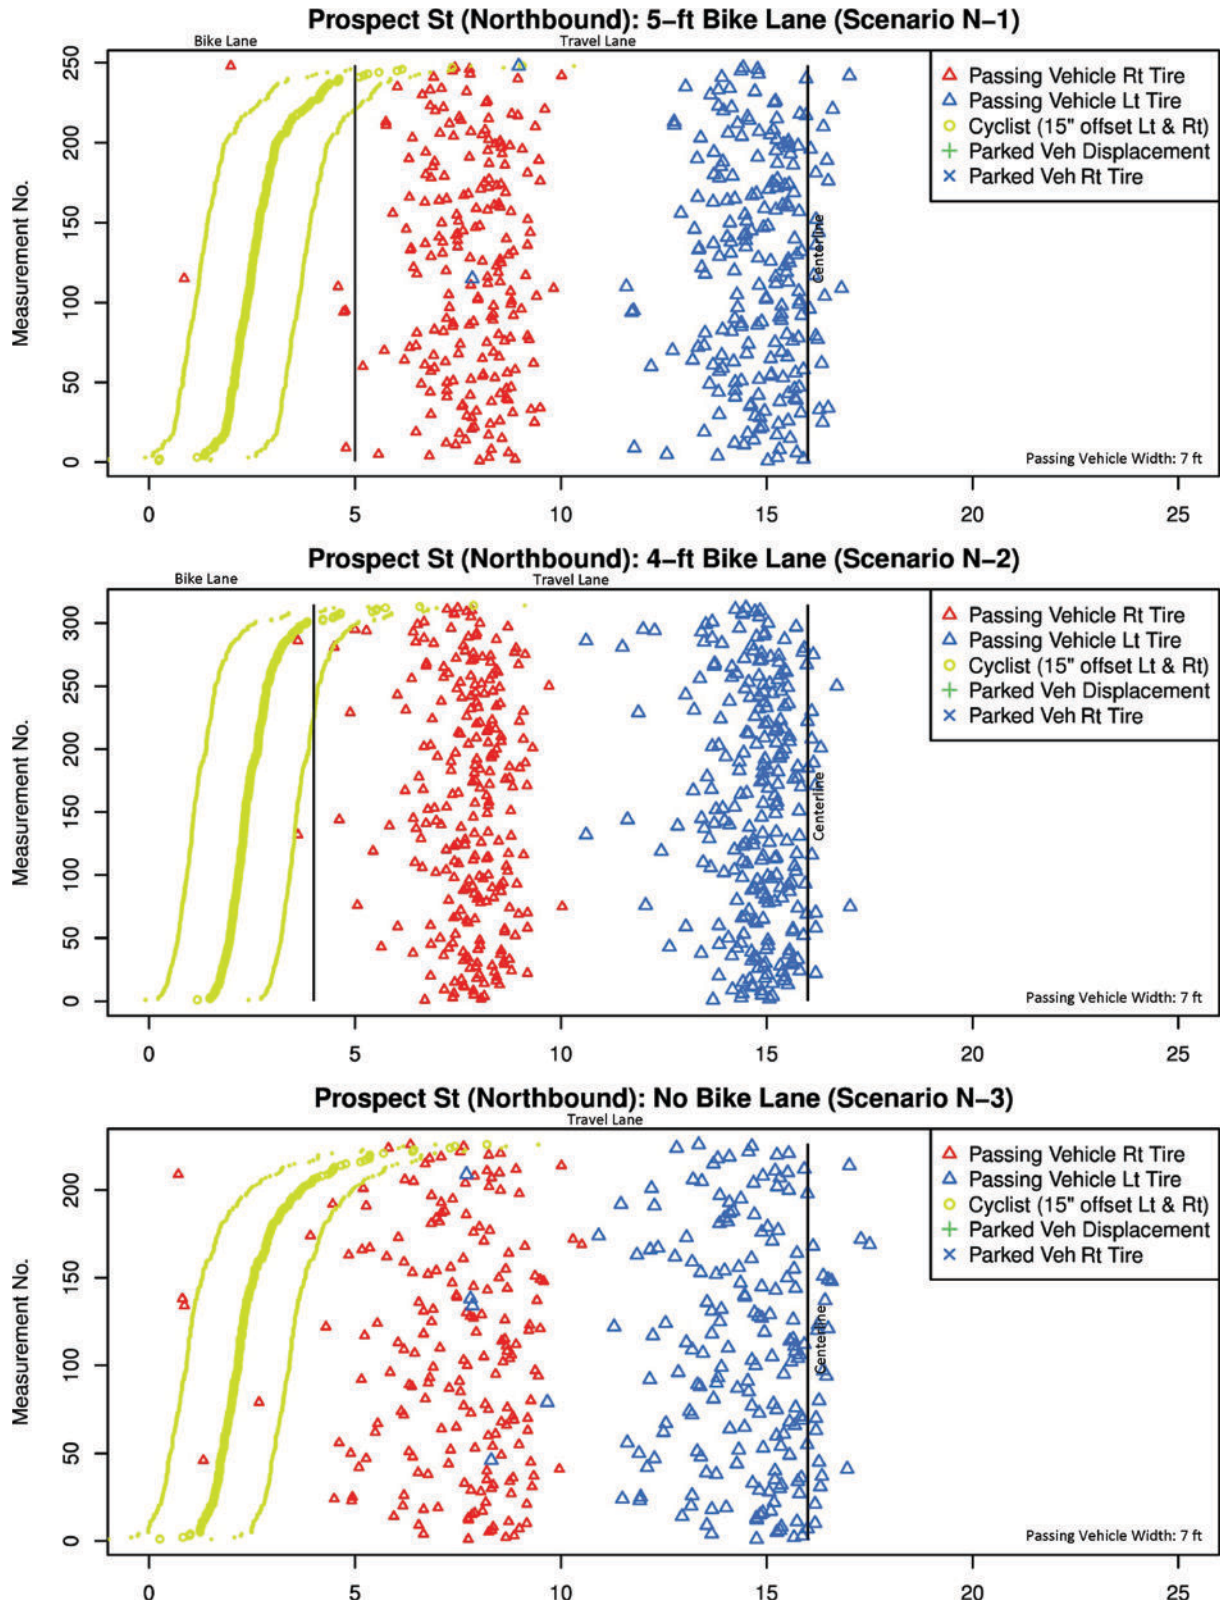 Prospect St (Northbound): 5−ft Bike Lane (Scenario N−1)
Bike Lane
Travel Lane
Measurement No.
250
200
150
100
50
0
Passing Vehicle Rt Tire
Passing Vehicle Lt Tire
Cyclist (15" offset Lt & Rt)
Parked Veh Displacement
Parked Veh Rt Tire
Centerline
Passing Vehicle Width: 7 ft
0 5 10 15 20 25
Prospect St (Northbound): 4−ft Bike Lane (Scenario N−2)
Bike Lane
Travel Lane
Measurement No.
300
250
200
150
100
50
0
Passing Vehicle Rt Tire
Passing Vehicle Lt Tire
Cyclist (15" offset Lt & Rt)
Parked Veh Displacement
Parked Veh Rt Tire
Centerline
Passing Vehicle Width: 7 ft
0 5 10 15 20 25
Prospect St (Northbound): No Bike Lane (Scenario N−3)
Travel Lane
Measurement No.
200
150
100
50
0
Passing Vehicle Rt Tire
Passing Vehicle Lt Tire
Cyclist (15" offset Lt & Rt)
Parked Veh Displacement
Parked Veh Rt Tire
Centerline
Passing Vehicle Width: 7 ft
0 5 10 15 20 25